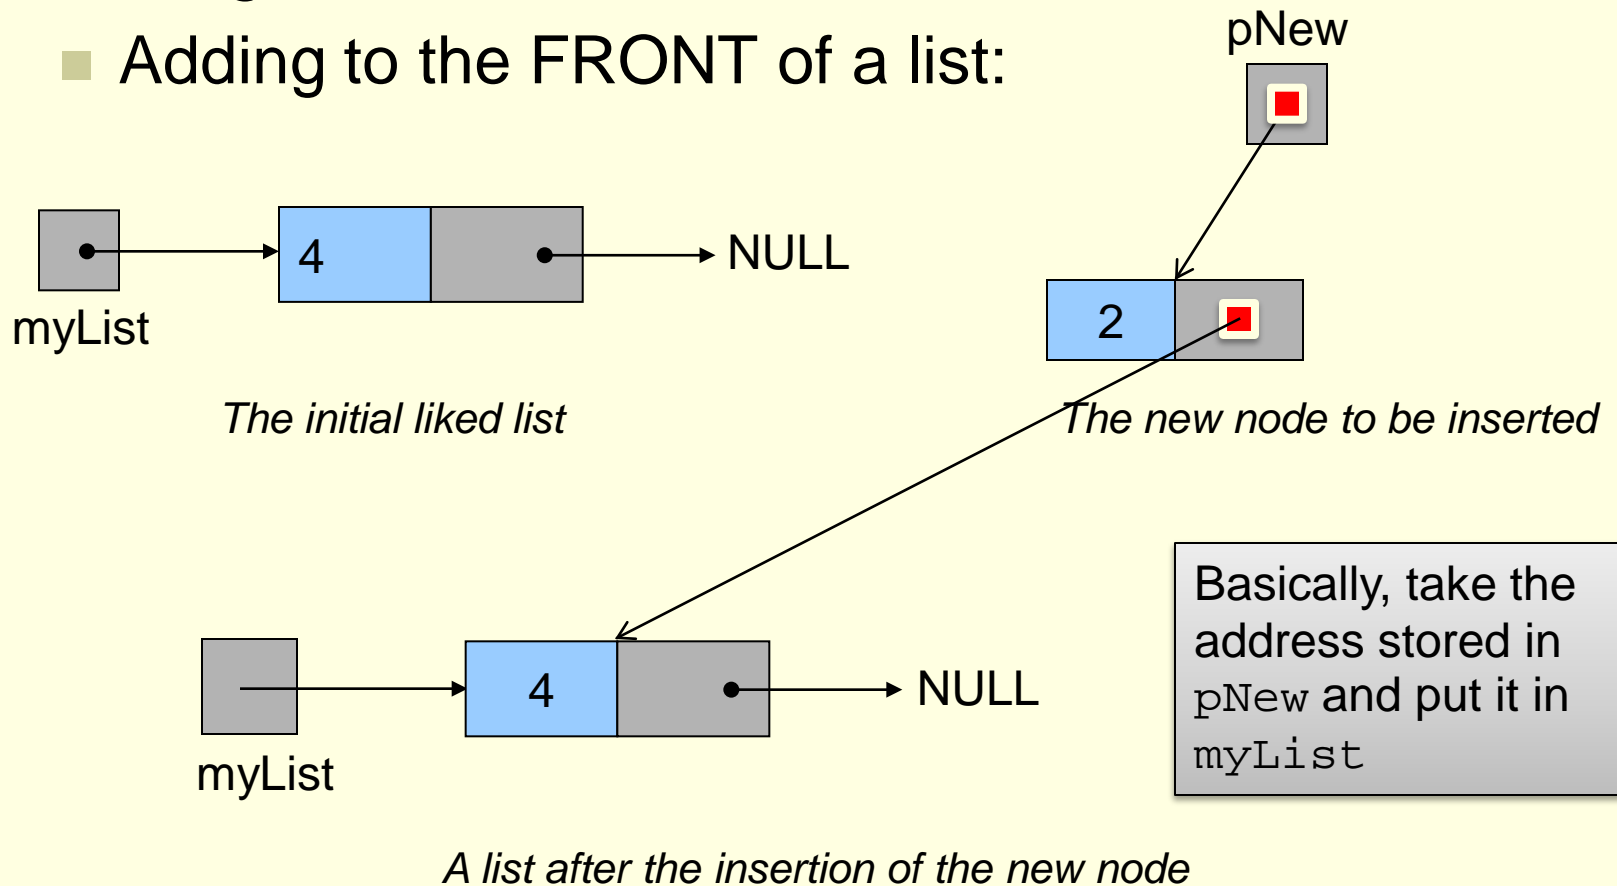 Adding to the FRONT of a list:
pNew
4
NULL
myList
2
The initial liked list
The new node to be inserted
Basically, take the
address stored in
pNew and put it in
myList
4
NULL
myList
A list after the insertion of the new node